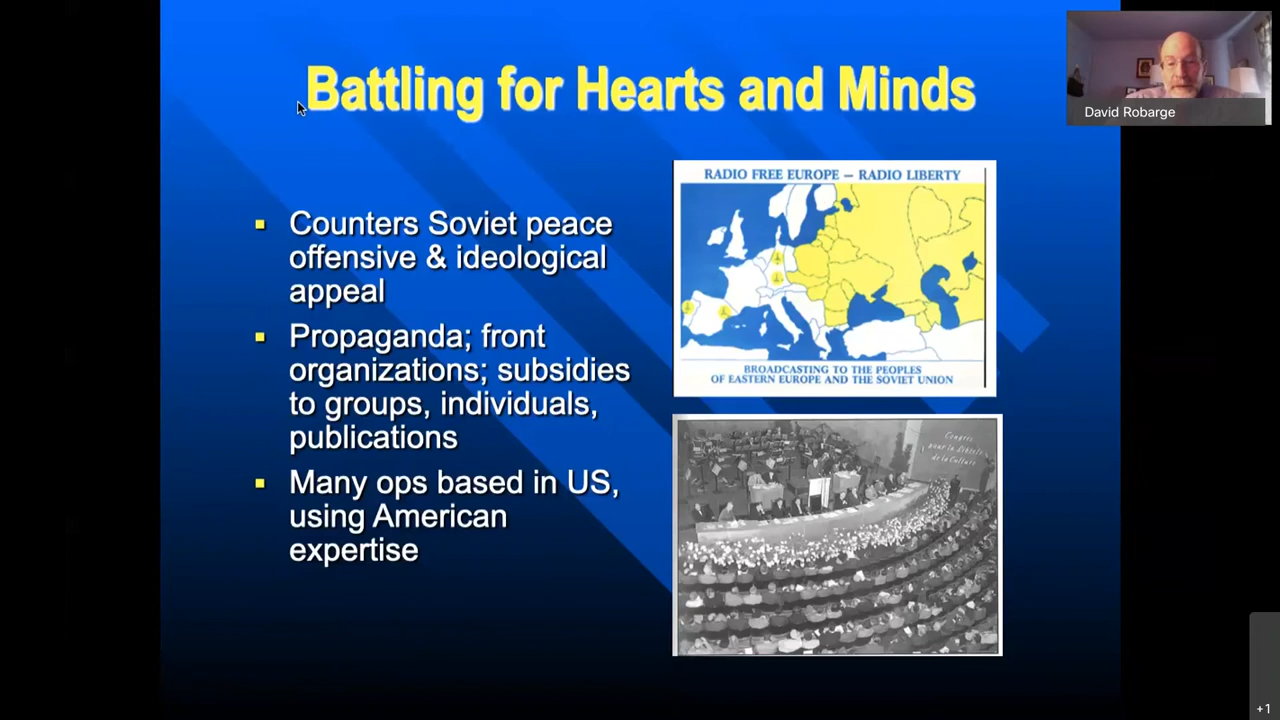 Battling for Hearts and Minds
David Robarge
Counters Soviet peace
offensive & ideological
appeal
Propaganda; front
organizations; subsidies
to groups, individuals,
publications
Many ops based in US,
using American
expertise
RADIO FREE EUROPE – RADIO LIBERTY
BROADCASTING TO THE PEOPLES
OF EASTERN EUROPE AND THE SOVIET UNION
Congrès
pour la Liberté
de la Culture
+1